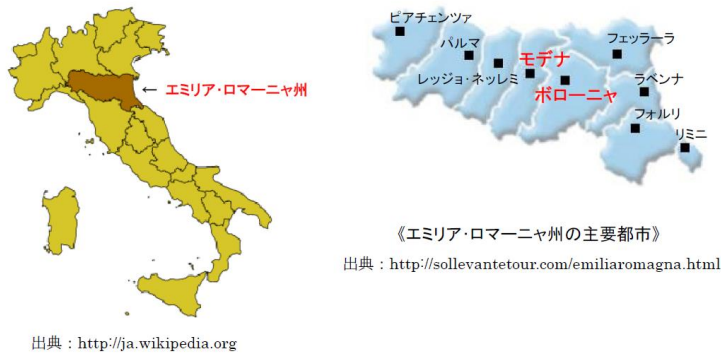 ← エミリア・ロマーニャ州
出典：http://ja.wikipedia.org
ピアチェンツァ
パルマ
レッジョ・ネッレミ
モデナ
ボローニャ
フェッラーラ
ラベンナ
フォルリ
リミニ
《エミリア・ロマーニャ州の主要都市》
出典：http://sollevantetour.com/emiliaromagna.html